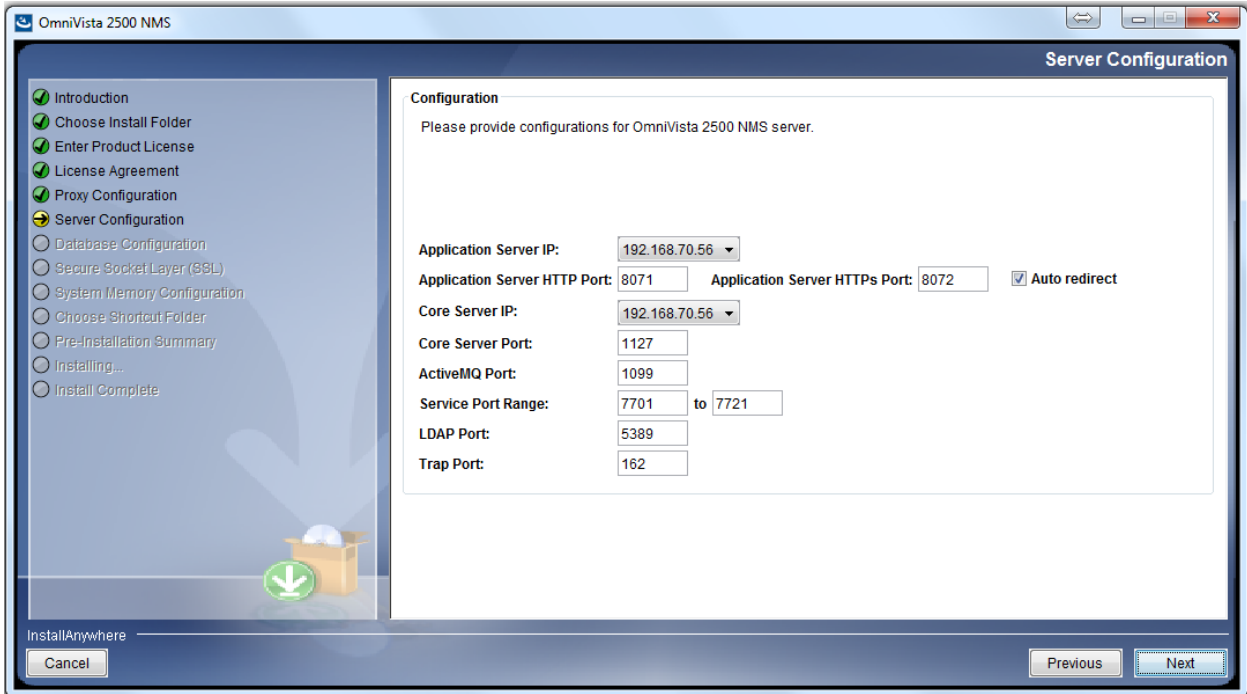 OmniVista 2500 NMS
Server Configuration
Introduction
Choose Install Folder
Enter Product License
License Agreement
Proxy Configuration
Server Configuration
Database Configuration
Secure Socket Layer (SSL)
System Memory Configuration
Choose Shortcut Folder
Pre-Installation Summary
Installing...
Install Complete
Configuration
Please provide configurations for OmniVista 2500 NMS server.
Application Server IP: 192.168.70.56
Application Server HTTP Port: 8071 Application Server HTTPs Port: 8072 Auto redirect
Core Server IP: 192.168.70.56
Core Server Port: 1127
ActiveMQ Port: 1099
Service Port Range: 7701 to 7721
LDAP Port: 5389
Trap Port: 162
InstallAnywhere
Cancel Previous Next